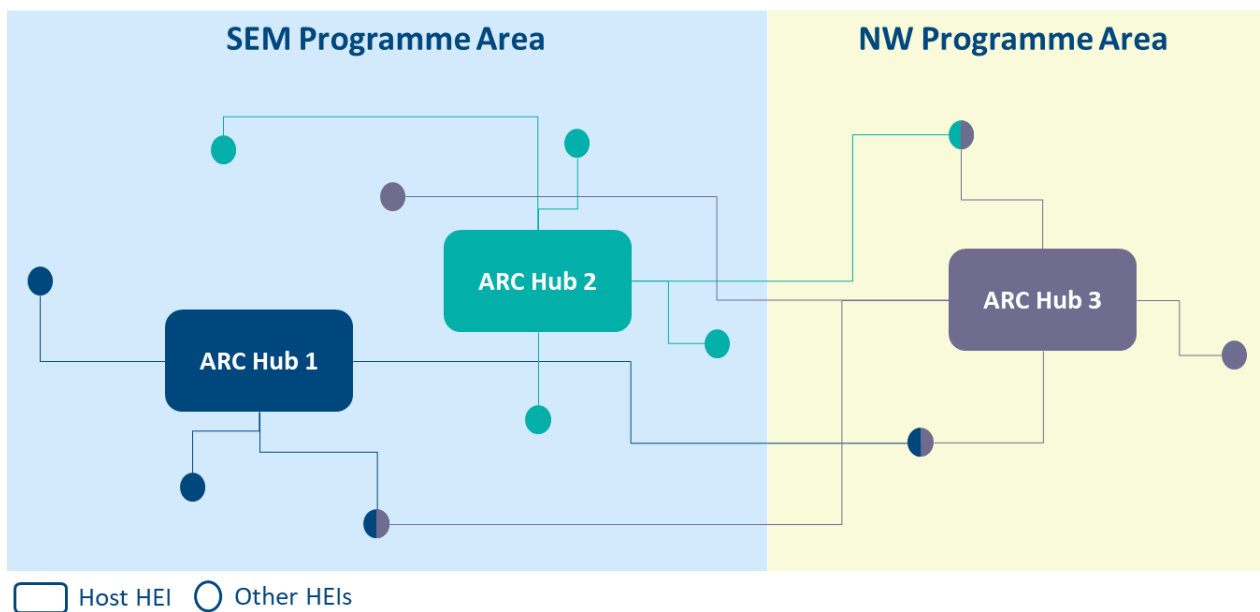 SEM Programme Area
NW Programme Area
ARC Hub 2
ARC Hub 3
ARC Hub 1
Host HEI
Other HEIs